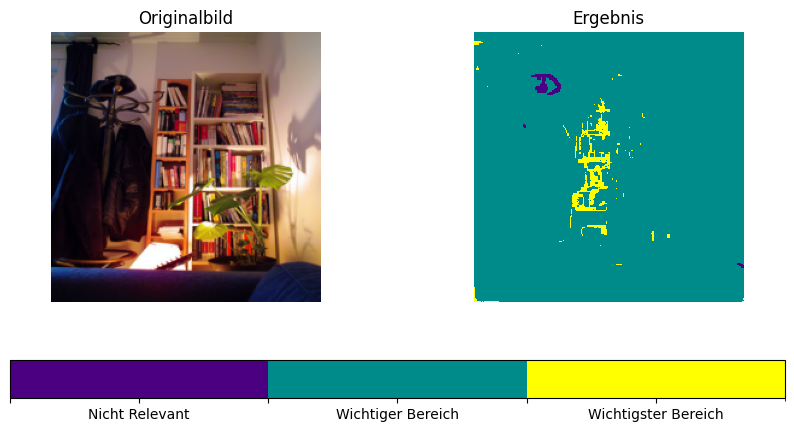 Originalbild
Ergebnis
Nicht Relevant
Wichtiger Bereich
Wichtigster Bereich